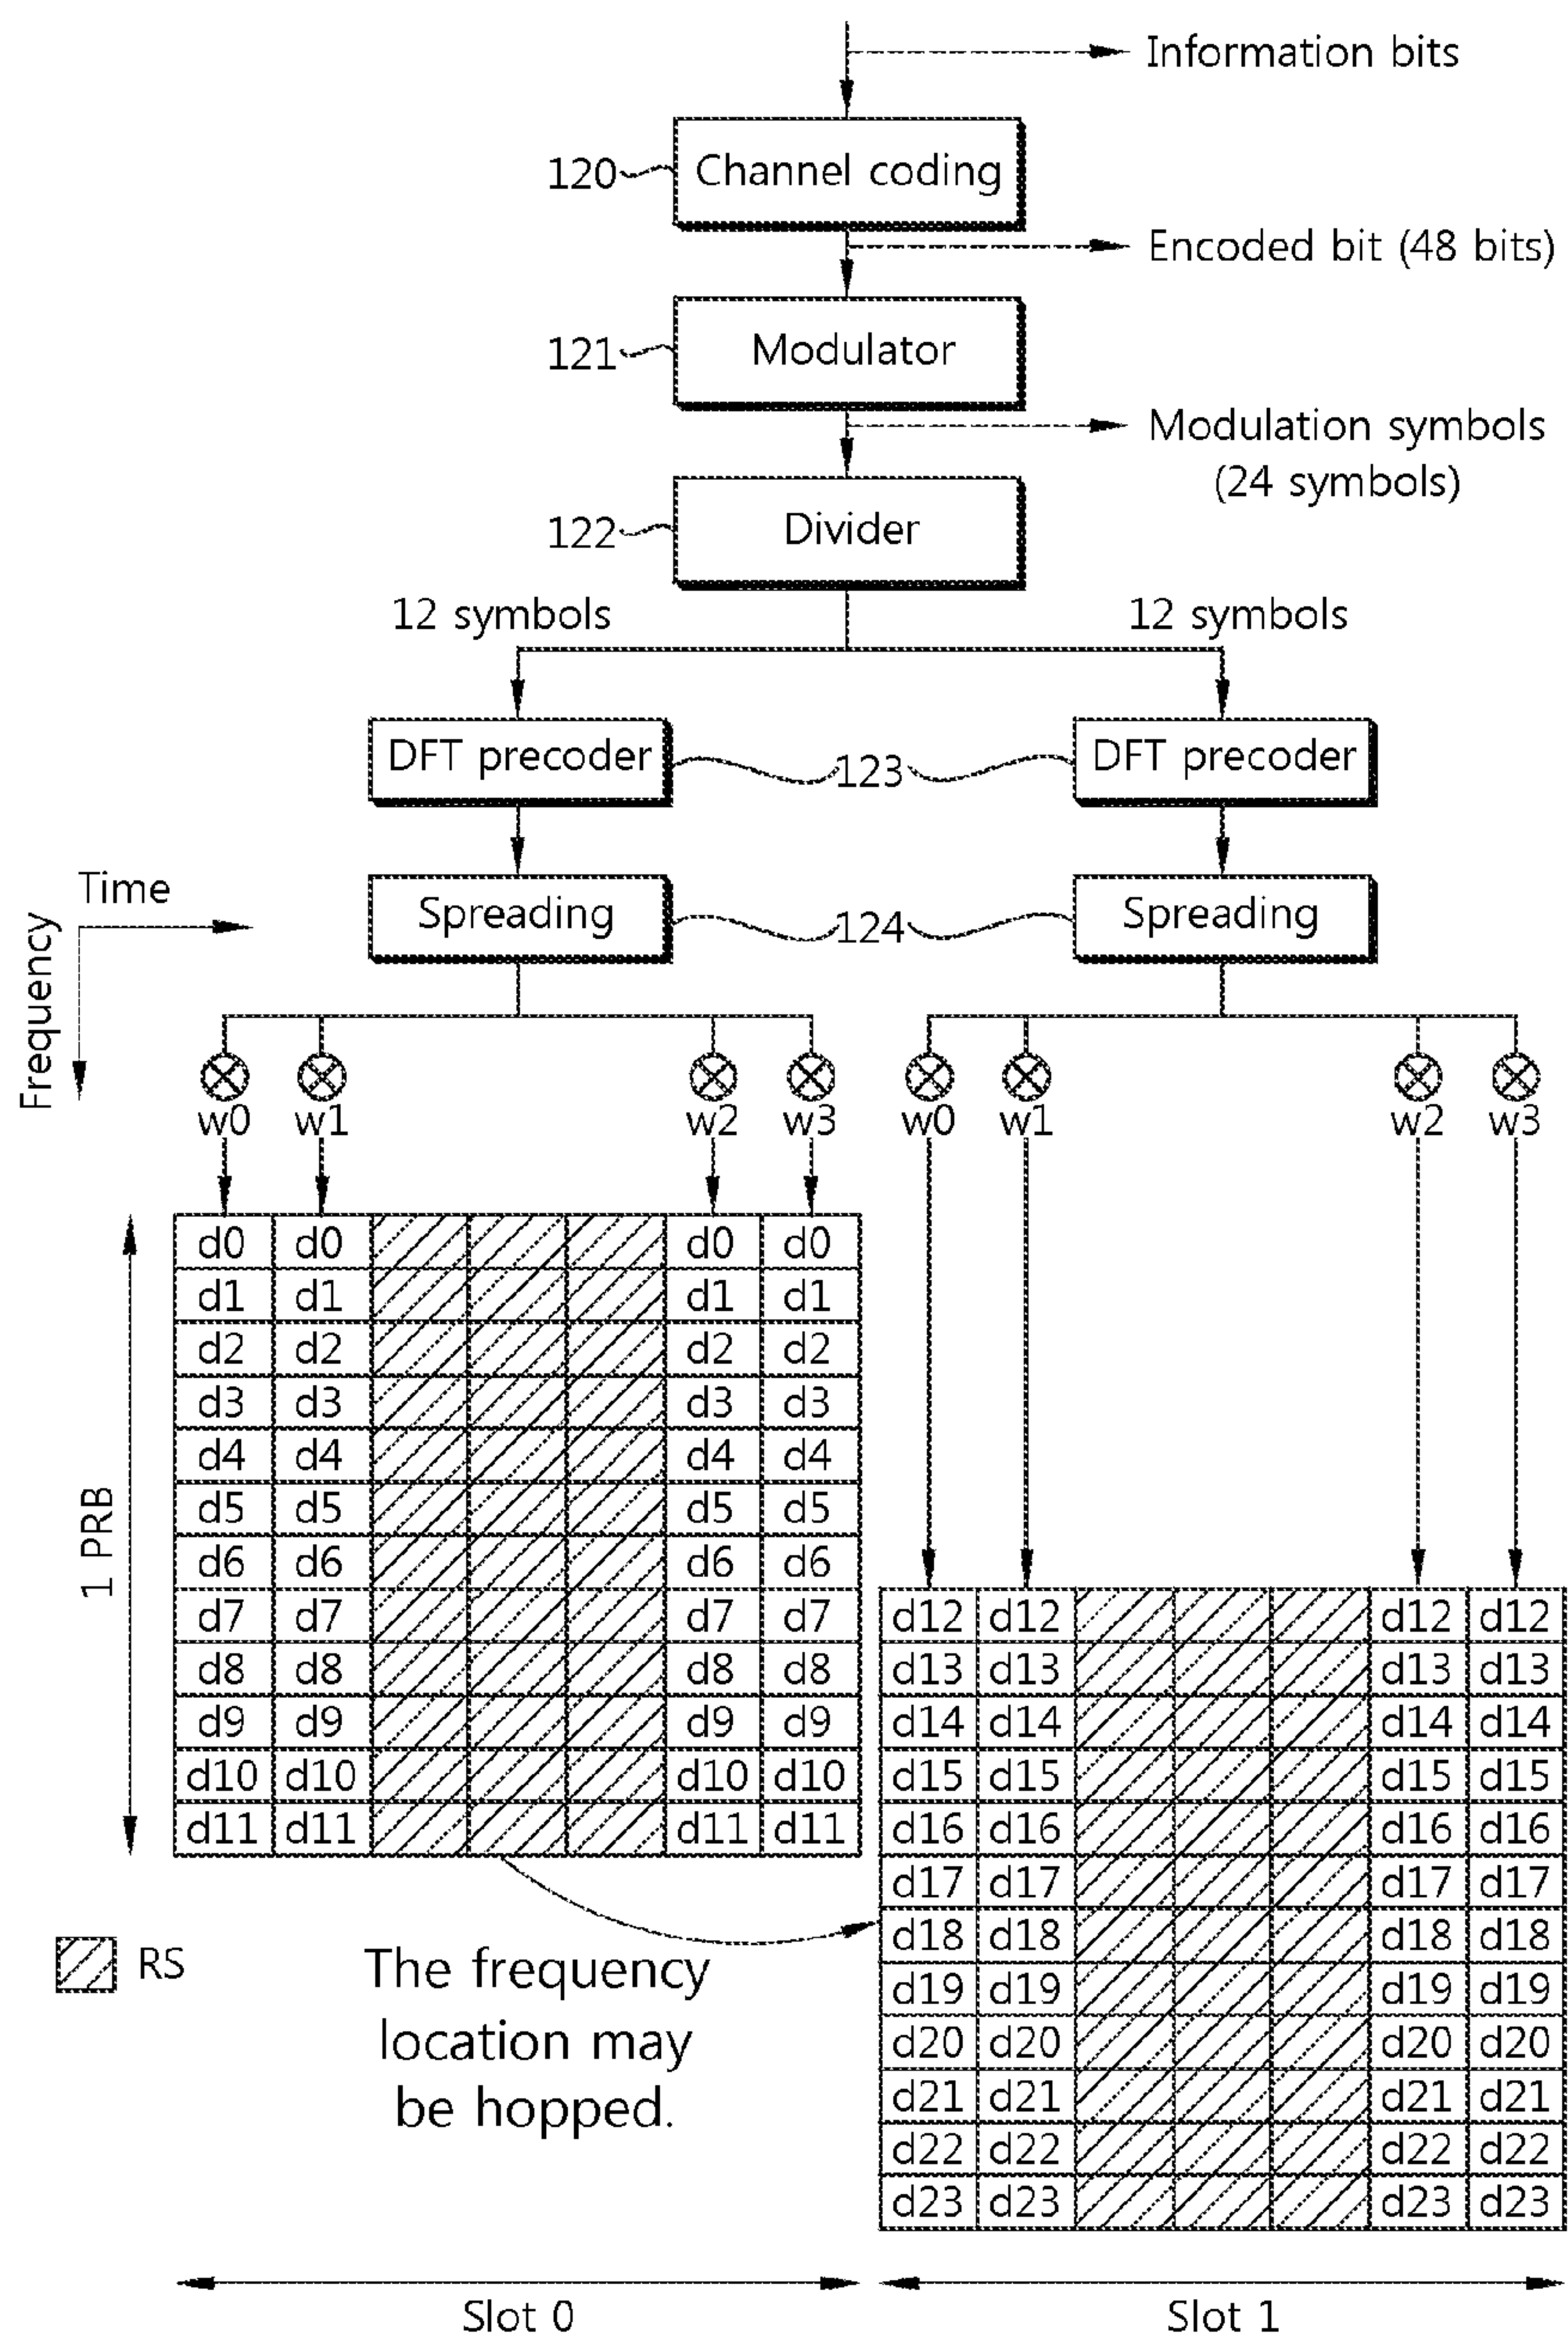 Information bits
120 Channel coding
Encoded bit (48 bits)
121 Modulator
Modulation symbols
(24 symbols)
122 Divider
12 symbols 12 symbols
DFT precoder 123 DFT precoder
Time
Frequency
Spreading 124 Spreading
w0 w1 w2 w3 w0 w1 w2 w3
1 PRB
d0 d0 d0 d0
d1 d1 d1 d1
d2 d2 d2 d2
d3 d3 d3 d3
d4 d4 d4 d4
d5 d5 d5 d5
d6 d6 d6 d6
d7 d7 d7 d7
d8 d8 d8 d8
d9 d9 d9 d9
d10 d10 d10 d10
d11 d11 d11 d11
d12 d12 d12 d12
d13 d13 d13 d13
d14 d14 d14 d14
d15 d15 d15 d15
d16 d16 d16 d16
d17 d17 d17 d17
d18 d18 d18 d18
d19 d19 d19 d19
d20 d20 d20 d20
d21 d21 d21 d21
d22 d22 d22 d22
d23 d23 d23 d23
RS
The frequency
location may
be hopped.
Slot 0 Slot 1